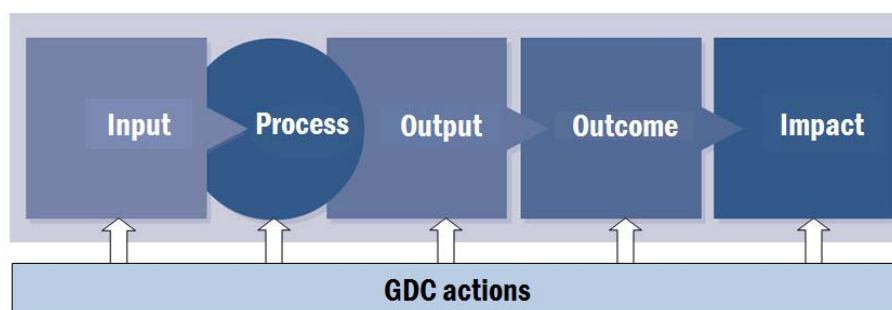 Input
Process
Output
Outcome
Impact
GDC actions